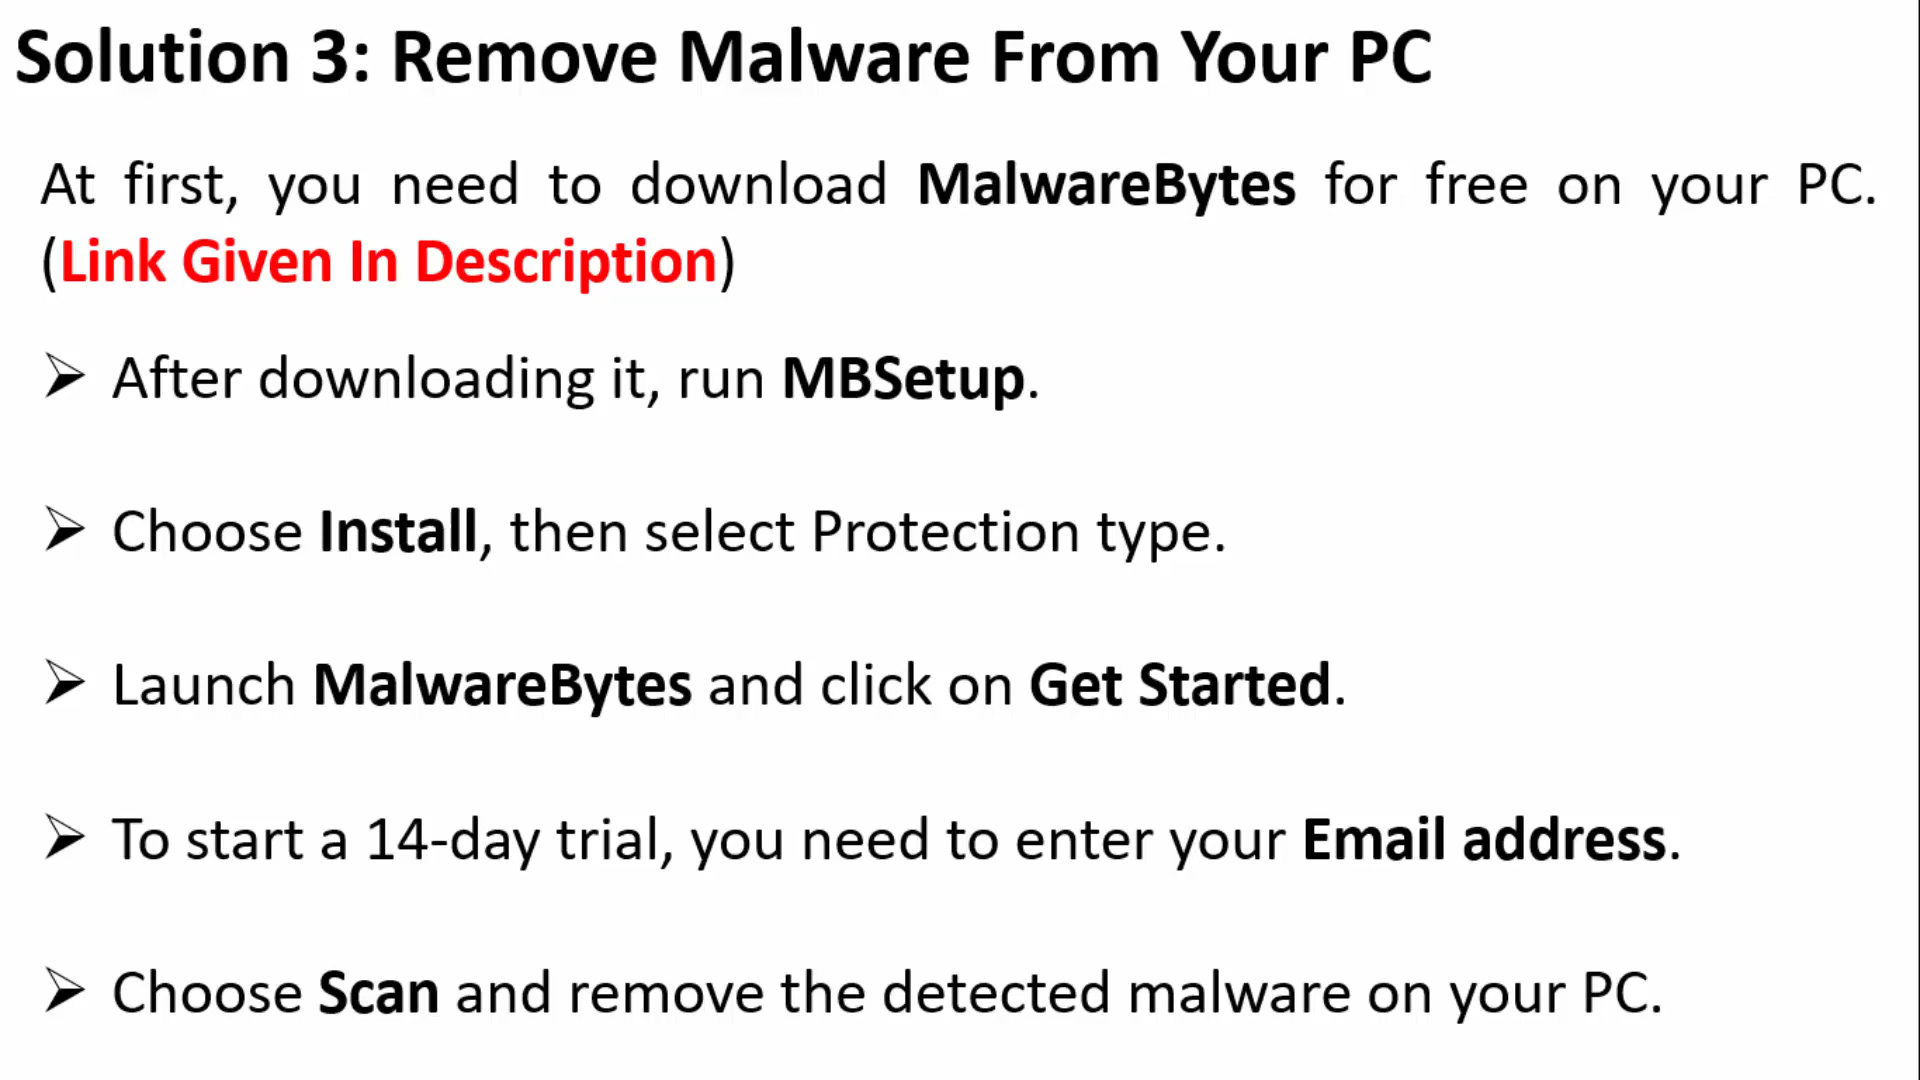 Solution 3: Remove Malware From Your PC
At first, you need to download MalwareBytes for free on your PC.
(Link Given In Description)
➢ After downloading it, run MBSetup.
➢ Choose Install, then select Protection type.
➢ Launch MalwareBytes and click on Get Started.
➢ To start a 14-day trial, you need to enter your Email address.
➢ Choose Scan and remove the detected malware on your PC.